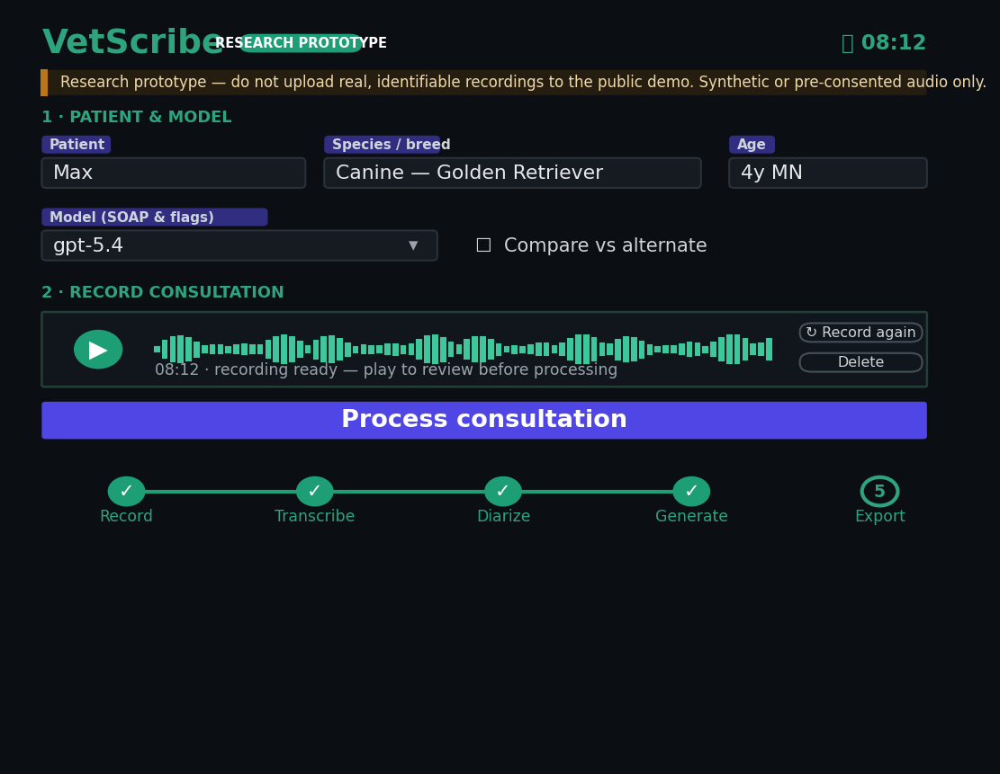 VetScribe RESEARCH PROTOTYPE 08:12
Research prototype — do not upload real, identifiable recordings to the public demo. Synthetic or pre-consented audio only.
1 · PATIENT & MODEL
Patient Species / breed Age
Max Canine — Golden Retriever 4y MN
Model (SOAP & flags)
gpt-5.4 ▼ ☐ Compare vs alternate
2 · RECORD CONSULTATION
▶ ↻ Record again
08:12 · recording ready — play to review before processing Delete
Process consultation
✓ ✓ ✓ ✓ 5
Record Transcribe Diarize Generate Export